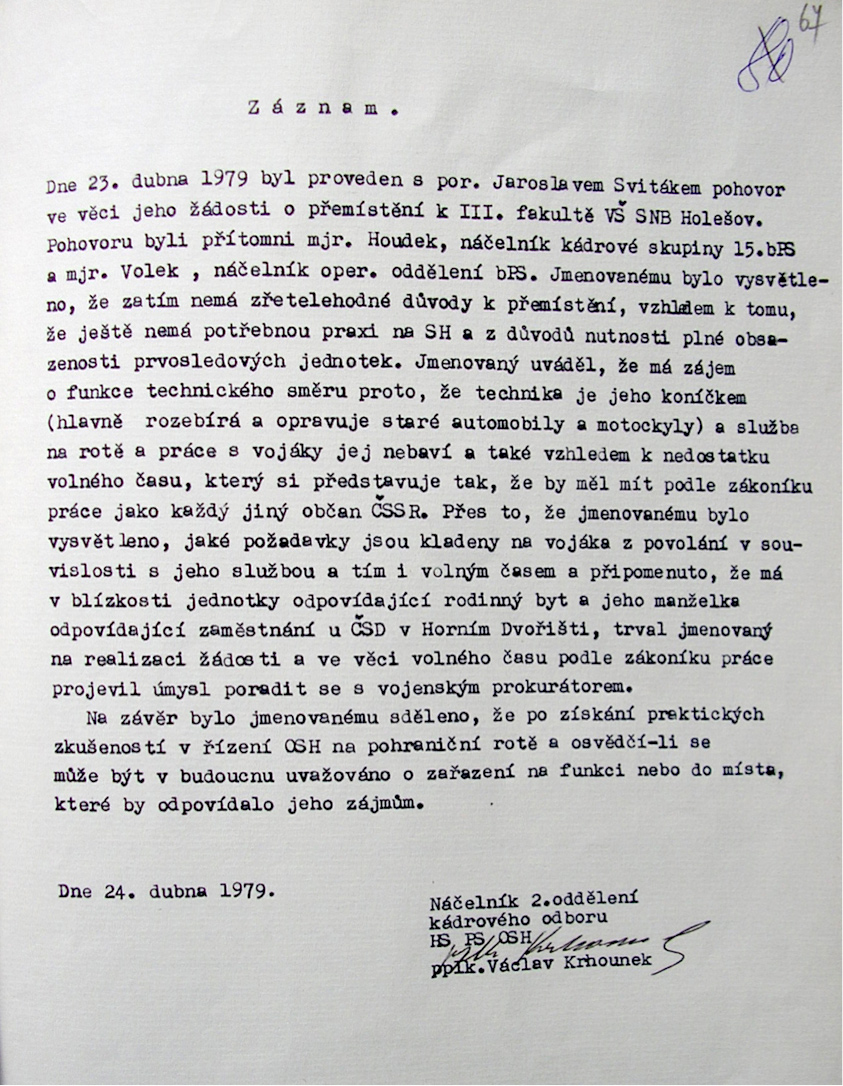 67
Záznam.
Dne 23. dubna 1979 byl proveden s por. Jaroslavem Svitákem pohovor
ve věci jeho žádosti o přemístění k III. fakultě VŠ SNB Holešov.
Pohovoru byli přítomni mjr. Houdek, náčelník kádrové skupiny 15.bPS
a mjr. Volek , náčelník oper. oddělení bPS. Jmenovanému bylo vysvětle-
no, že zatím nemá zřetelehodné důvody k přemístění, vzhledem k tomu,
že ještě nemá potřebnou praxi na SH a z důvodů nutnosti plné obsa-
zenosti prvosledových jednotek. Jmenovaný uváděl, že má zájem
o funkce technického směru proto, že technika je jeho koníčkem
(hlavně rozebírá a opravuje staré automobily a motockyly) a služba
na rotě a práce s vojáky jej nebaví a také vzhledem k nedostatku
volného času, který si představuje tak, že by měl mít podle zákoníku
práce jako každý jiný občan ČSSR. Přes to, že jmenovanému bylo
vysvětleno, jaké požadavky jsou kladeny na vojáka z povolání v sou-
vislosti s jeho službou a tím i volným časem a připomenuto, že má
v blízkosti jednotky odpovídající rodinný byt a jeho manželka
odpovídající zaměstnání u ČSD v Horním Dvořišti, trval jmenovaný
na realizaci žádosti a ve věci volného času podle zákoníku práce
projevil úmysl poradit se s vojenským prokurátorem.
Na závěr bylo jmenovanému sděleno, že po získání praktických
zkušeností v řízení OSH na pohraniční rotě a osvědčí-li se
může být v budoucnu uvažováno o zařazení na funkci nebo do místa,
které by odpovídalo jeho zájmům.
Dne 24. dubna 1979.
Náčelník 2.oddělení
kádrového odboru
HS PS OSH
pplk.Václav Krhounek